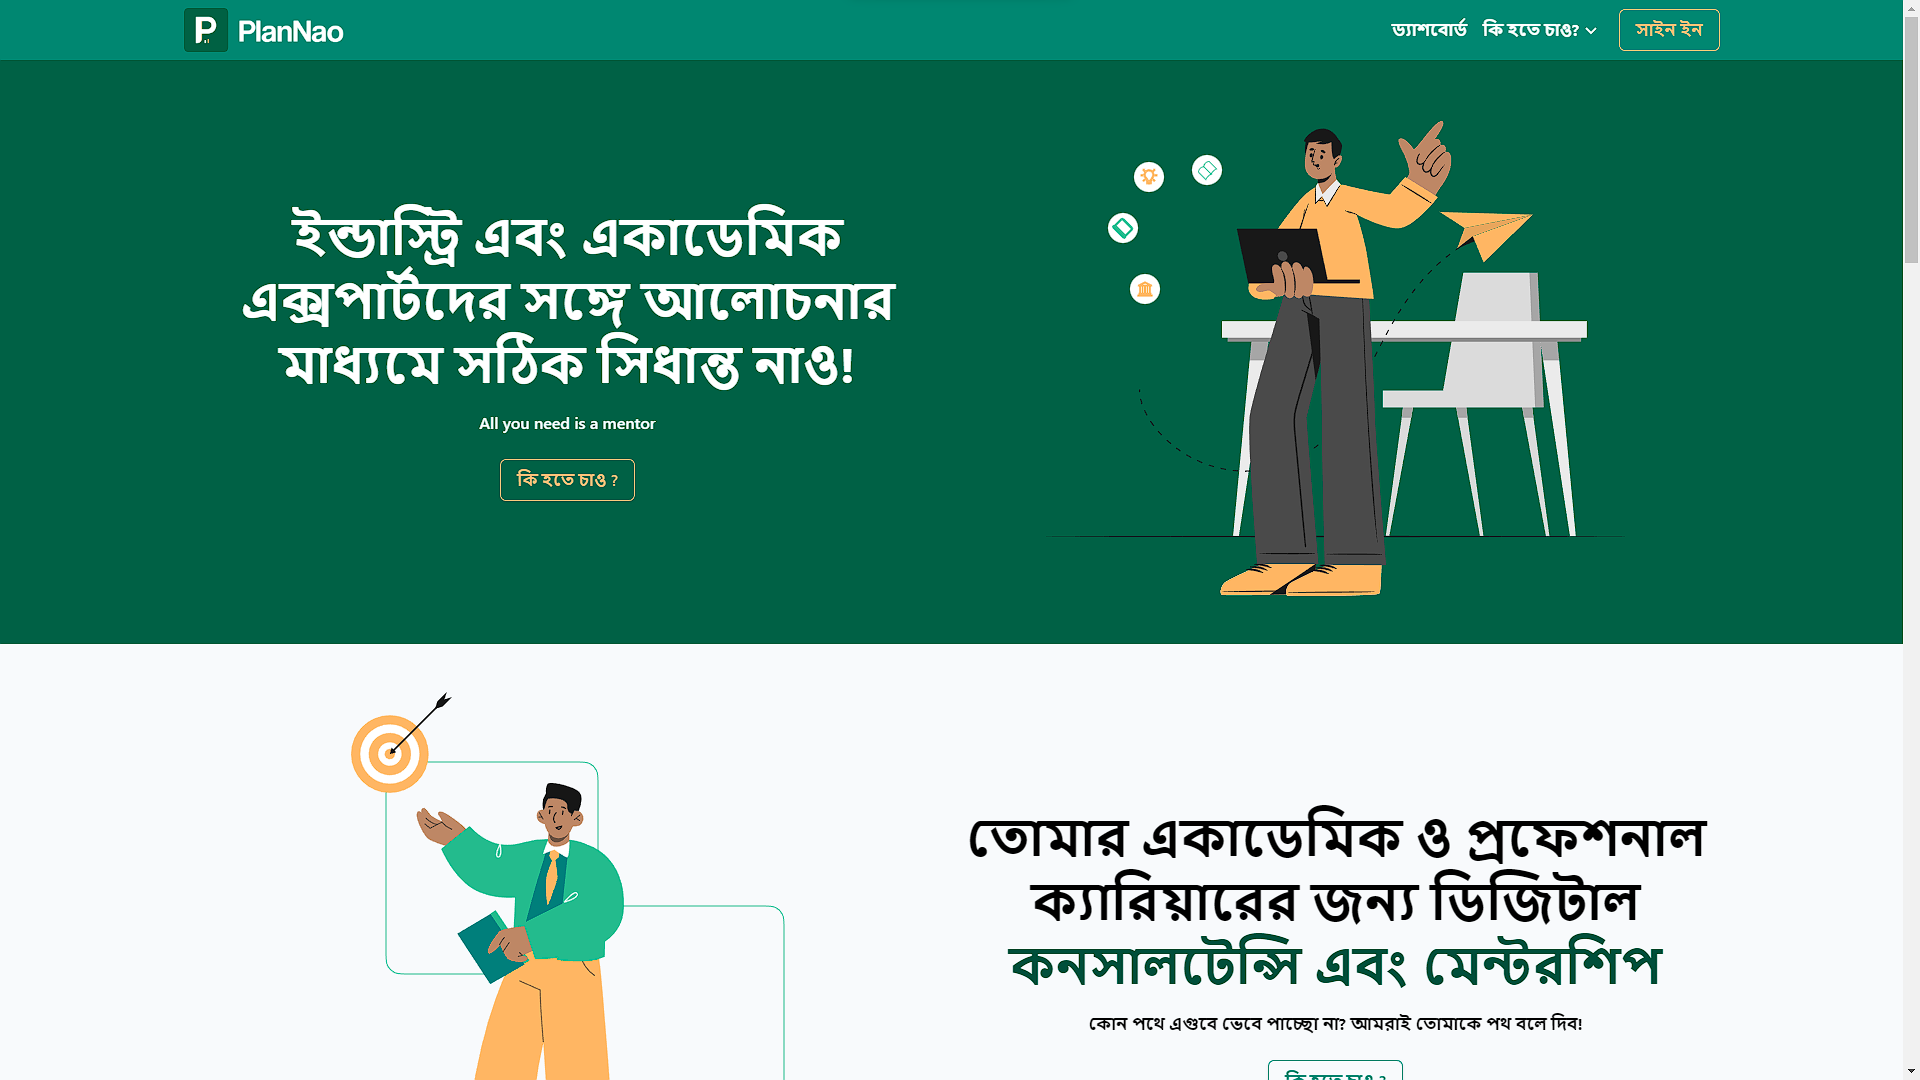 PlanNao
ড্যাশবোর্ড
কি হতে চাও?
সাইন ইন
ইন্ডাস্ট্রি এবং একাডেমিক
এক্সপার্টদের সঙ্গে আলোচনার
মাধ্যমে সঠিক সিধান্ত নাও!
All you need is a mentor
কি হতে চাও ?
তোমার একাডেমিক ও প্রফেশনাল
ক্যারিয়ারের জন্য ডিজিটাল
কনসালটেন্সি এবং মেন্টরশিপ
কোন পথে এগুবে ভেবে পাচ্ছো না? আমরাই তোমাকে পথ বলে দিব!
কি হতে চাও ?